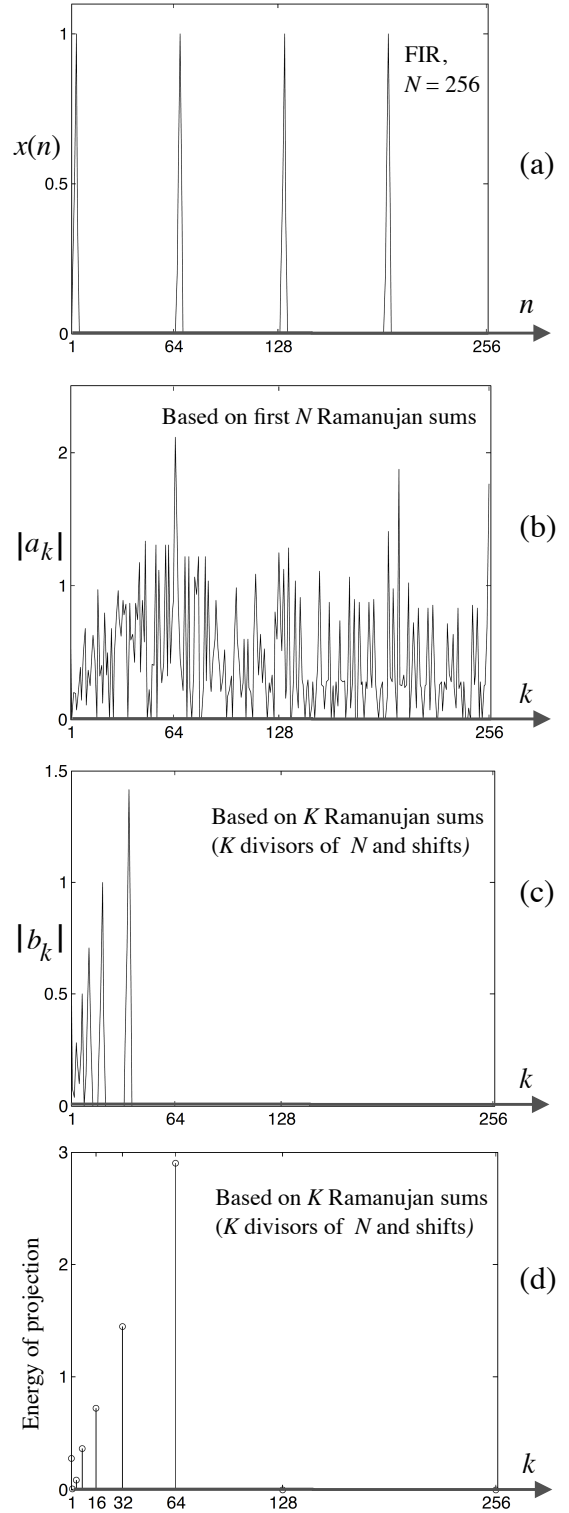 1
FIR,
N = 256
x(n)
(a)
0.5
n
0
1 64 128 256
Based on first N Ramanujan sums
2
|a_k|
(b)
1
k
0
1 64 128 256
1.5
Based on K Ramanujan sums
(K divisors of N and shifts)
1
(c)
|b_k|
0.5
k
0
1 64 128 256
3
Based on K Ramanujan sums
(K divisors of N and shifts)
2
(d)
Energy of projection
1
k
0
1 16 32 64 128 256